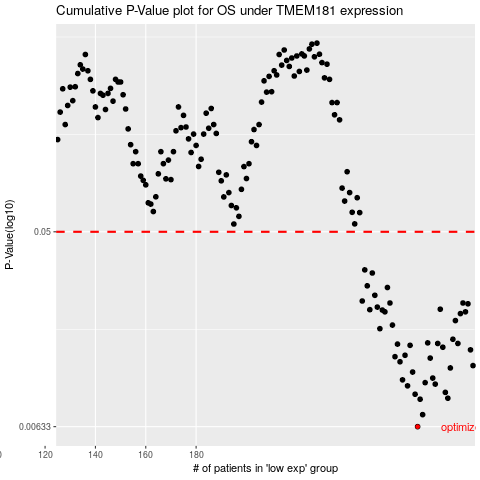 Cumulative P-Value plot for OS under TMEM181 expression
P-Value(log10)
0.05
0.00633
optimiz
0
120
140
160
180
# of patients in 'low exp' group